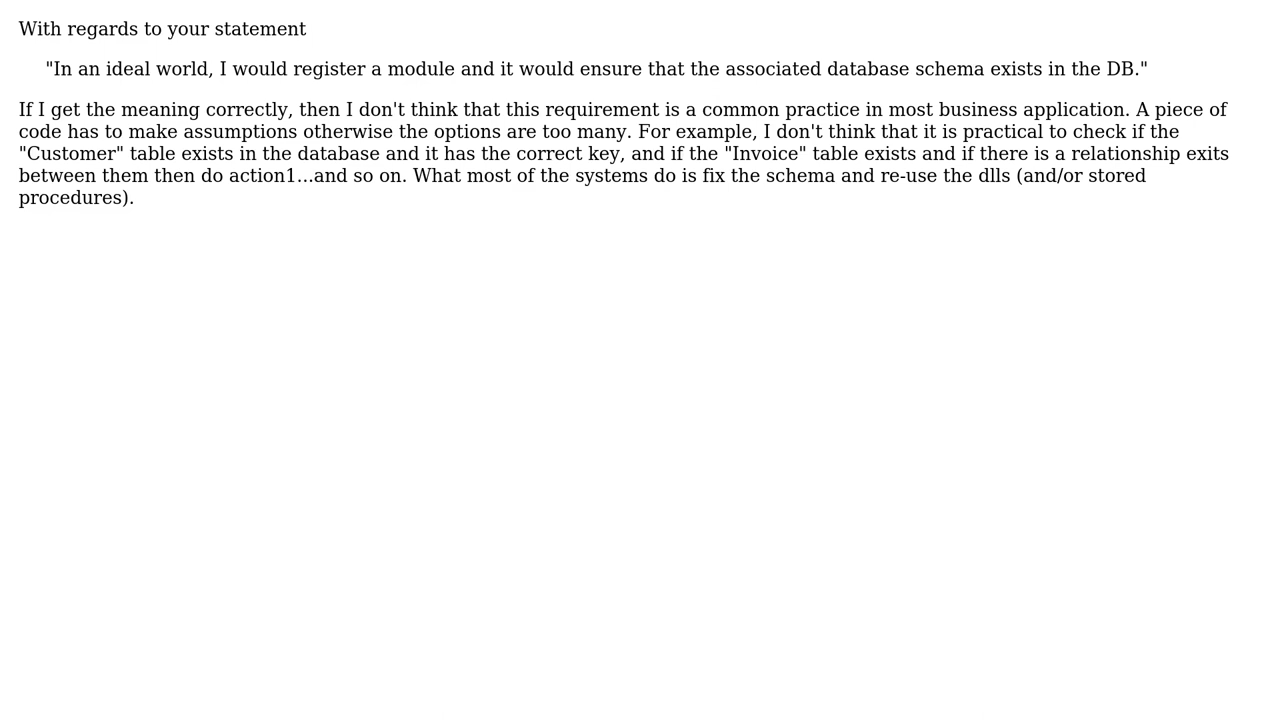 With regards to your statement
"In an ideal world, I would register a module and it would ensure that the associated database schema exists in the DB."
If I get the meaning correctly, then I don't think that this requirement is a common practice in most business application. A piece of
code has to make assumptions otherwise the options are too many. For example, I don't think that it is practical to check if the
"Customer" table exists in the database and it has the correct key, and if the "Invoice" table exists and if there is a relationship exits
between them then do action1...and so on. What most of the systems do is fix the schema and re-use the dlls (and/or stored
procedures).